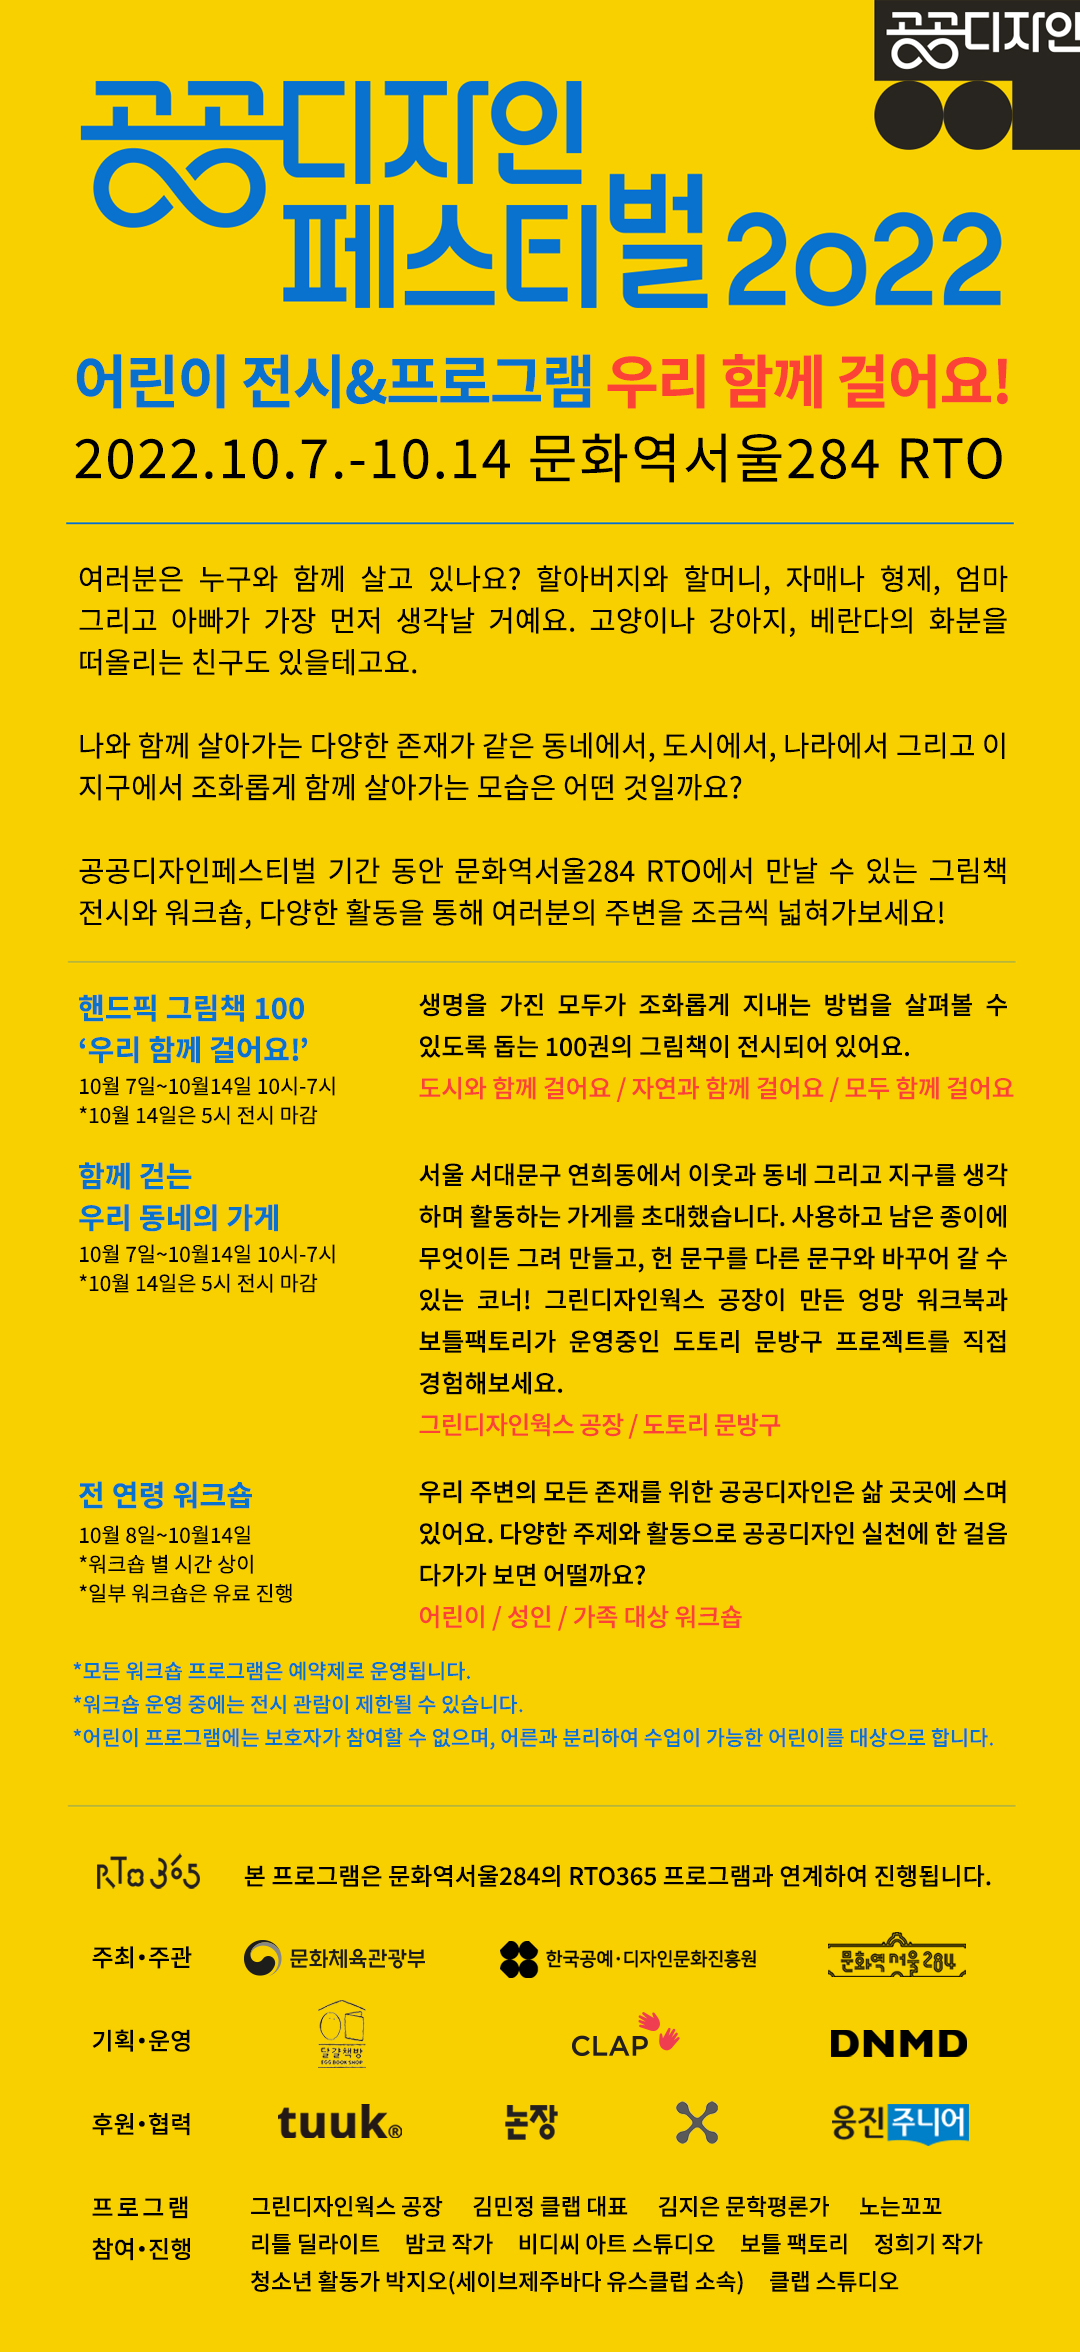 공공디자인
공공디자인
페스티벌 2022
어린이 전시&프로그램 우리 함께 걸어요!
2022.10.7.-10.14 문화역서울284 RTO
여러분은 누구와 함께 살고 있나요? 할아버지와 할머니, 자매나 형제, 엄마
그리고 아빠가 가장 먼저 생각날 거예요. 고양이나 강아지, 베란다의 화분을
떠올리는 친구도 있을테고요.
나와 함께 살아가는 다양한 존재가 같은 동네에서, 도시에서, 나라에서 그리고 이
지구에서 조화롭게 함께 살아가는 모습은 어떤 것일까요?
공공디자인페스티벌 기간 동안 문화역서울284 RTO에서 만날 수 있는 그림책
전시와 워크숍, 다양한 활동을 통해 여러분의 주변을 조금씩 넓혀가보세요!
핸드픽 그림책 100
‘우리 함께 걸어요!’
10월 7일~10월14일 10시-7시
*10월 14일은 5시 전시 마감
생명을 가진 모두가 조화롭게 지내는 방법을 살펴볼 수
있도록 돕는 100권의 그림책이 전시되어 있어요.
도시와 함께 걸어요 / 자연과 함께 걸어요 / 모두 함께 걸어요
함께 걷는
우리 동네의 가게
10월 7일~10월14일 10시-7시
*10월 14일은 5시 전시 마감
서울 서대문구 연희동에서 이웃과 동네 그리고 지구를 생각
하며 활동하는 가게를 초대했습니다. 사용하고 남은 종이에
무엇이든 그려 만들고, 헌 문구를 다른 문구와 바꾸어 갈 수
있는 코너! 그린디자인웍스 공장이 만든 엉망 워크북과
보틀팩토리가 운영중인 도토리 문방구 프로젝트를 직접
경험해보세요.
그린디자인웍스 공장 / 도토리 문방구
전 연령 워크숍
10월 8일~10월14일
*워크숍 별 시간 상이
*일부 워크숍은 유료 진행
우리 주변의 모든 존재를 위한 공공디자인은 삶 곳곳에 스며
있어요. 다양한 주제와 활동으로 공공디자인 실천에 한 걸음
다가가 보면 어떨까요?
어린이 / 성인 / 가족 대상 워크숍
*모든 워크숍 프로그램은 예약제로 운영됩니다.
*워크숍 운영 중에는 전시 관람이 제한될 수 있습니다.
*어린이 프로그램에는 보호자가 참여할 수 없으며, 어른과 분리하여 수업이 가능한 어린이를 대상으로 합니다.
RTO 365 본 프로그램은 문화역서울284의 RTO365 프로그램과 연계하여 진행됩니다.
주최·주관 문화체육관광부 한국공예·디자인문화진흥원 문화역서울284
기획·운영 달걀책방 EGG BOOK SHOP CLAP DNMD
후원·협력 tuuk® 논장 웅진주니어
프로그램
참여·진행
그린디자인웍스 공장 김민정 클랩 대표 김지은 문학평론가 노는꼬꼬
리틀 딜라이트 밤코 작가 비디씨 아트 스튜디오 보틀 팩토리 정희기 작가
청소년 활동가 박지오(세이브제주바다 유스클럽 소속) 클랩 스튜디오